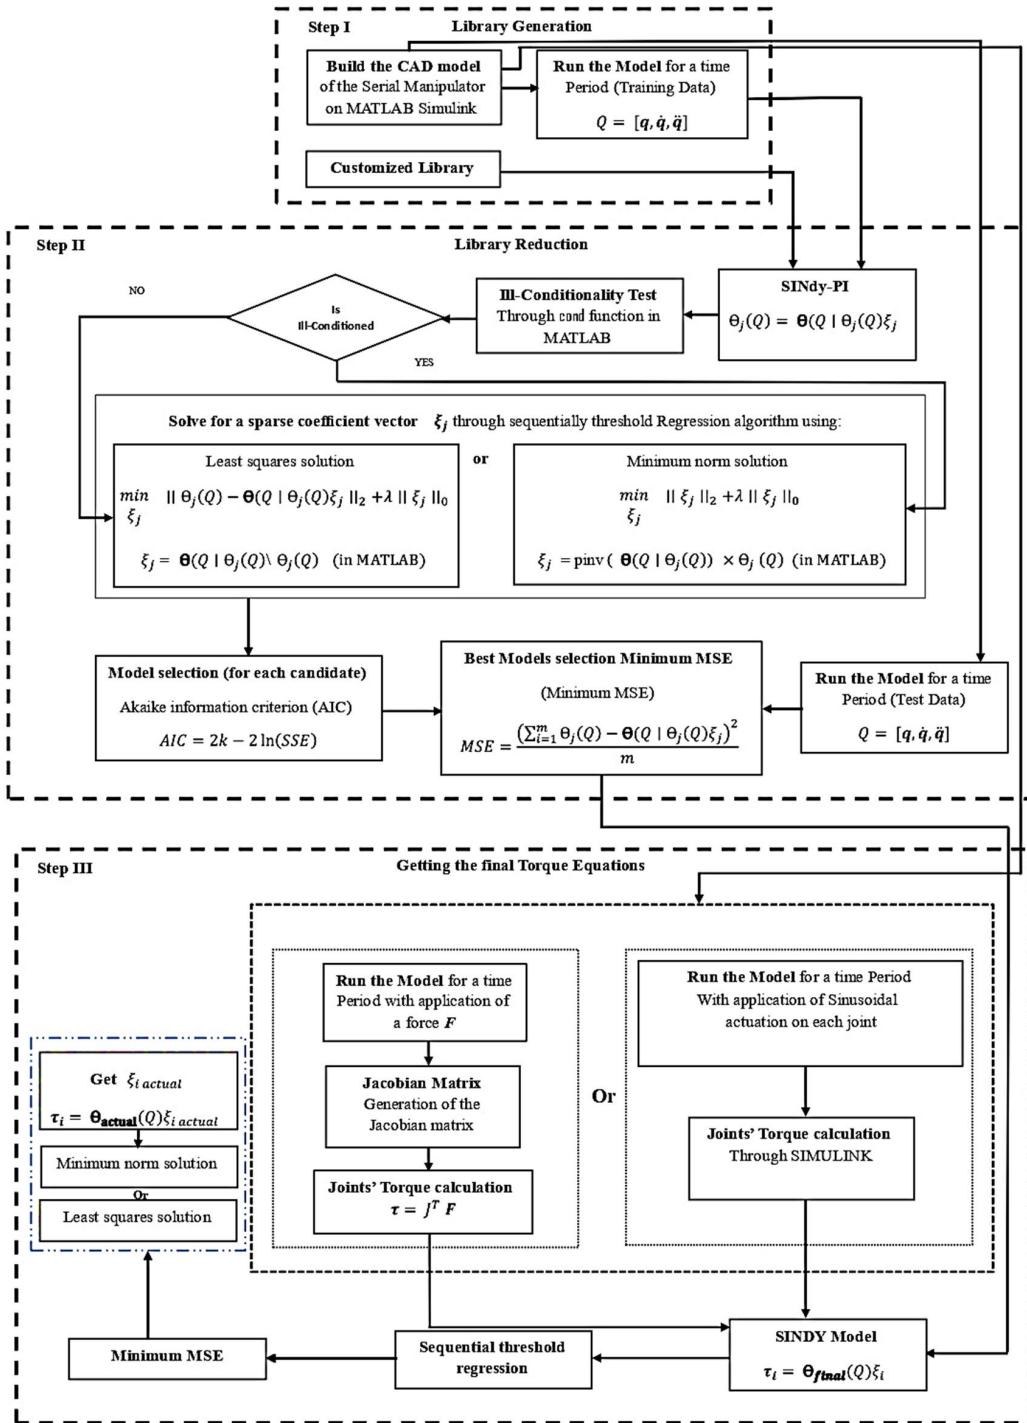 Step I
Library Generation
Build the CAD model
of the Serial Manipulator
on MATLAB Simulink
Run the Model for a time
Period (Training Data)
Q = [q, q̇, q̈]
Customized Library
Step II
Library Reduction
SINdy-PI
Θⱼ(Q) = Θ(Q | Θⱼ(Q)ξⱼ
Ill-Conditionality Test
Through cond function in
MATLAB
Is
Ill-Conditioned
NO
YES
Solve for a sparse coefficient vector ξⱼ through sequentially threshold Regression algorithm using:
Least squares solution
min || Θⱼ(Q) − Θ(Q | Θⱼ(Q)ξⱼ ||₂ +λ || ξⱼ ||₀
ξⱼ
ξⱼ = Θ(Q | Θⱼ(Q)\ Θⱼ(Q) (in MATLAB)
or
Minimum norm solution
min || ξⱼ ||₂ +λ || ξⱼ ||₀
ξⱼ
ξⱼ = pinv( Θ(Q | Θⱼ(Q)) × Θⱼ (Q) (in MATLAB)
Model selection (for each candidate)
Akaike information criterion (AIC)
AIC = 2k − 2 ln(SSE)
Best Models selection Minimum MSE
(Minimum MSE)
MSE = (∑ᵢ₌₁ᵐ Θⱼ(Q) − Θ(Q | Θⱼ(Q)ξⱼ)²
m
Run the Model for a time
Period (Test Data)
Q = [q, q̇, q̈]
Step III
Getting the final Torque Equations
Run the Model for a time
Period with application of
a force F
Jacobian Matrix
Generation of the
Jacobian matrix
Joints' Torque calculation
τ = Jᵀ F
Or
Run the Model for a time Period
With application of Sinusoidal
actuation on each joint
Joints' Torque calculation
Through SIMULINK
SINDY Model
τᵢ = Θfinal(Q)ξᵢ
Sequential threshold
regression
Minimum MSE
Get ξi actual
τᵢ = Θactual(Q)ξi actual
Minimum norm solution
Or
Least squares solution